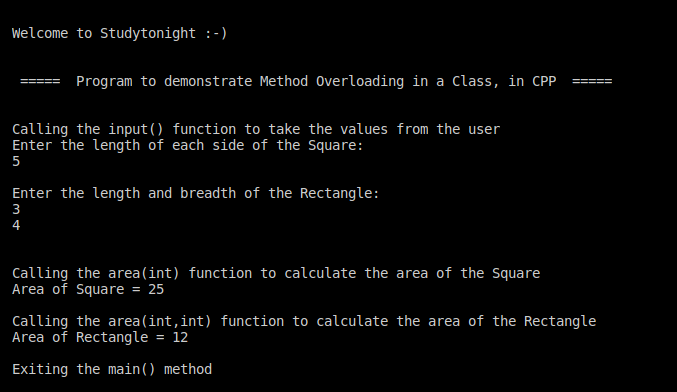 Welcome to Studytonight :-)
===== Program to demonstrate Method Overloading in a Class, in CPP =====
Calling the input() function to take the values from the user
Enter the length of each side of the Square:
5
Enter the length and breadth of the Rectangle:
3
4
Calling the area(int) function to calculate the area of the Square
Area of Square = 25
Calling the area(int,int) function to calculate the area of the Rectangle
Area of Rectangle = 12
Exiting the main() method